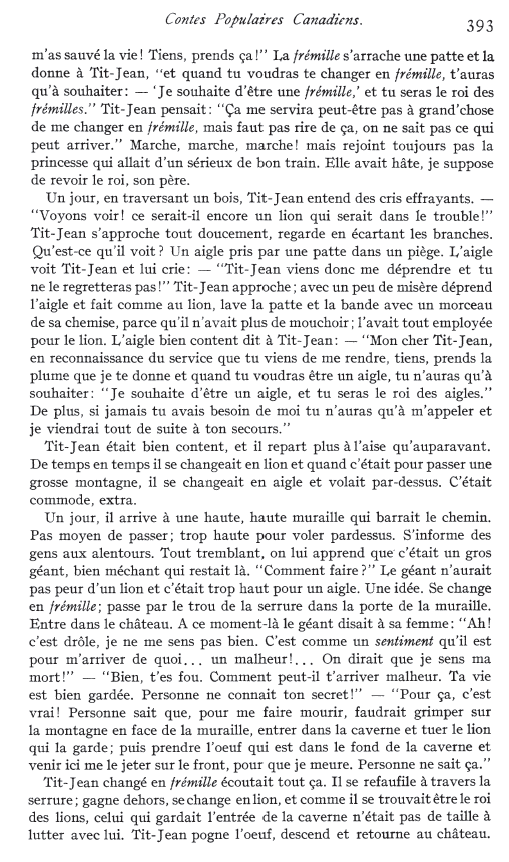 Contes Populaires Canadiens. 393
m'as sauvé la vie! Tiens, prends ça!” La frémille s'arrache une patte et la
donne à Tit-Jean, “et quand tu voudras te changer en frémille, t'auras
qu'à souhaiter: — ‘Je souhaite d'être une frémille,’ et tu seras le roi des
frémilles.” Tit-Jean pensait: “Ça me servira peut-être pas à grand'chose
de me changer en frémille, mais faut pas rire de ça, on ne sait pas ce qui
peut arriver.” Marche, marche, marche! mais rejoint toujours pas la
princesse qui allait d'un sérieux de bon train. Elle avait hâte, je suppose
de revoir le roi, son père.
Un jour, en traversant un bois, Tit-Jean entend des cris effrayants. —
“Voyons voir! ce serait-il encore un lion qui serait dans le trouble!”
Tit-Jean s'approche tout doucement, regarde en écartant les branches.
Qu'est-ce qu'il voit? Un aigle pris par une patte dans un piège. L'aigle
voit Tit-Jean et lui crie: — “Tit-Jean viens donc me déprendre et tu
ne le regretteras pas!” Tit-Jean approche; avec un peu de misère déprend
l'aigle et fait comme au lion, lave la patte et la bande avec un morceau
de sa chemise, parce qu'il n'avait plus de mouchoir; l'avait tout employée
pour le lion. L'aigle bien content dit à Tit-Jean: — “Mon cher Tit-Jean,
en reconnaissance du service que tu viens de me rendre, tiens, prends la
plume que je te donne et quand tu voudras être un aigle, tu n'auras qu'à
souhaiter: “Je souhaite d'être un aigle, et tu seras le roi des aigles.”
De plus, si jamais tu avais besoin de moi tu n'auras qu'à m'appeler et
je viendrai tout de suite à ton secours.”
Tit-Jean était bien content, et il repart plus à l'aise qu'auparavant.
De temps en temps il se changeait en lion et quand c'était pour passer une
grosse montagne, il se changeait en aigle et volait par-dessus. C'était
commode, extra.
Un jour, il arrive à une haute, haute muraille qui barrait le chemin.
Pas moyen de passer; trop haute pour voler pardessus. S'informe des
gens aux alentours. Tout tremblant, on lui apprend que c'était un gros
géant, bien méchant qui restait là. “Comment faire?” Le géant n'aurait
pas peur d'un lion et c'était trop haut pour un aigle. Une idée. Se change
en frémille; passe par le trou de la serrure dans la porte de la muraille.
Entre dans le château. A ce moment-là le géant disait à sa femme: “Ah!
c'est drôle, je ne me sens pas bien. C'est comme un sentiment qu'il est
pour m'arriver de quoi... un malheur!... On dirait que je sens ma
mort!” — “Bien, t'es fou. Comment peut-il t'arriver malheur. Ta vie
est bien gardée. Personne ne connait ton secret!” — “Pour ça, c'est
vrai! Personne sait que, pour me faire mourir, faudrait grimper sur
la montagne en face de la muraille, entrer dans la caverne et tuer le lion
qui la garde; puis prendre l'oeuf qui est dans le fond de la caverne et
venir ici me le jeter sur le front, pour que je meure. Personne ne sait ça.”
Tit-Jean changé en frémille écoutait tout ça. Il se refaufile à travers la
serrure; gagne dehors, se change en lion, et comme il se trouvait être le roi
des lions, celui qui gardait l'entrée de la caverne n'était pas de taille à
lutter avec lui. Tit-Jean pogne l'oeuf, descend et retourne au château.